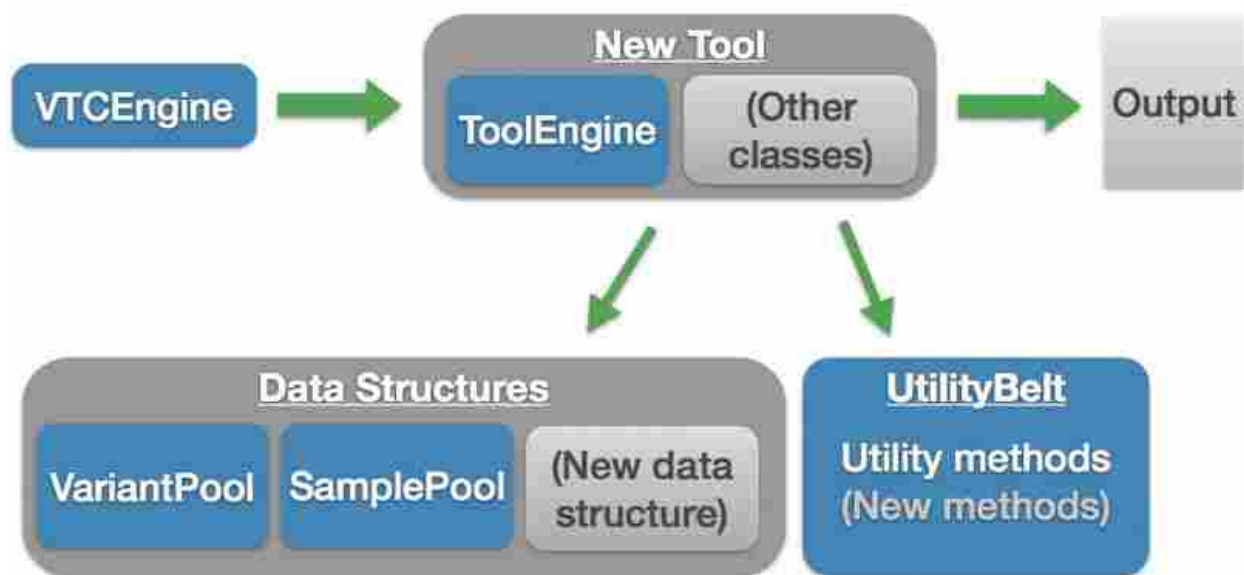 New Tool
VTCEngine
ToolEngine
(Other
classes)
Output
Data Structures
VariantPool
SamplePool
(New data
structure)
UtilityBelt
Utility methods
(New methods)